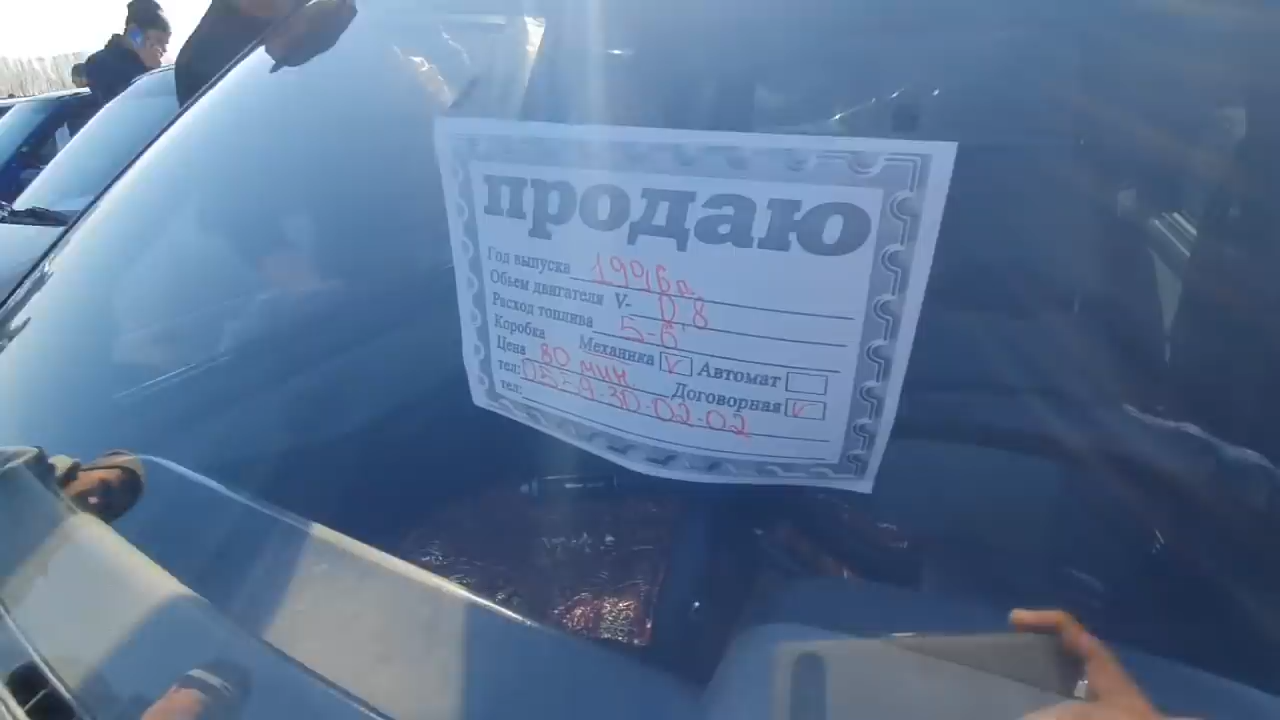 продаю
Год выпуска 1996г
Объем двигателя V- 0.8
Расход топлива 5-6
Коробка Механика V Автомат
Цена 80 мин Договорная V
тел: 05-9-30-02-02
тел: